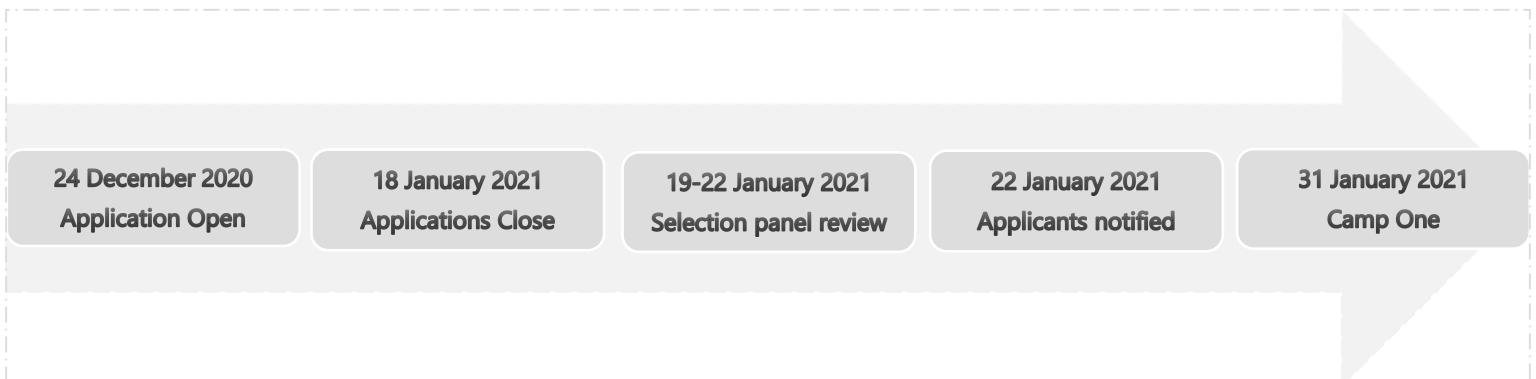 24 December 2020
Application Open
18 January 2021
Applications Close
19-22 January 2021
Selection panel review
22 January 2021
Applicants notified
31 January 2021
Camp One